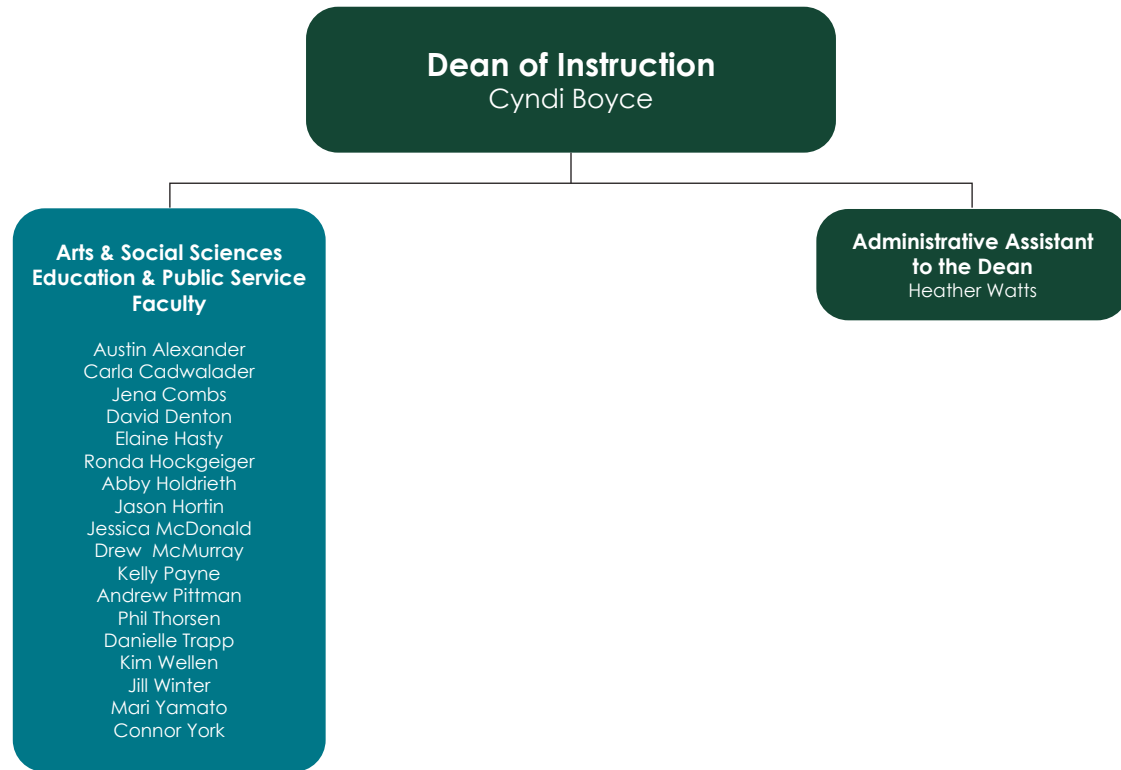 Dean of Instruction
Cyndi Boyce
Arts & Social Sciences
Education & Public Service
Faculty
Austin Alexander
Carla Cadwalader
Jena Combs
David Denton
Elaine Hasty
Ronda Hockgeiger
Abby Holdrieth
Jason Hortin
Jessica McDonald
Drew  McMurray
Kelly Payne
Andrew Pittman
Phil Thorsen
Danielle Trapp
Kim Wellen
Jill Winter
Mari Yamato
Connor York
Administrative Assistant
to the Dean
Heather Watts